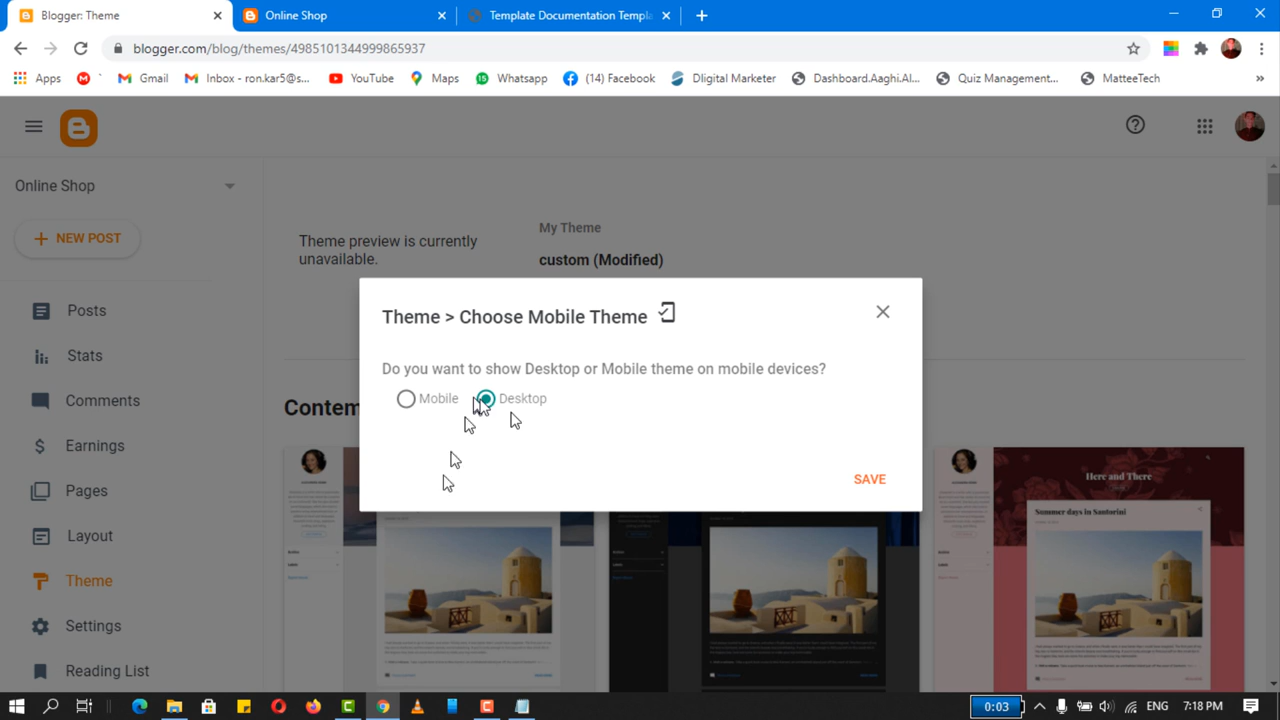 Blogger: Theme
Online Shop
Template Documentation Templa
blogger.com/blog/themes/4985101344999865937
Apps
Gmail
Inbox - ron.kar5@s...
YouTube
Maps
Whatsapp
(14) Facebook
DIigital Marketer
Dashboard.Aaghi.Al...
Quiz Management...
MatteeTech
»
Online Shop
NEW POST
Posts
Stats
Comments
Earnings
Pages
Layout
Theme
Settings
Reading List
Theme preview is currently
unavailable.
My Theme
custom (Modified)
Contem
Theme > Choose Mobile Theme
Do you want to show Desktop or Mobile theme on mobile devices?
Mobile
Desktop
SAVE
Here and There
Summer days in Santorini
0:03
ENG
7:18 PM